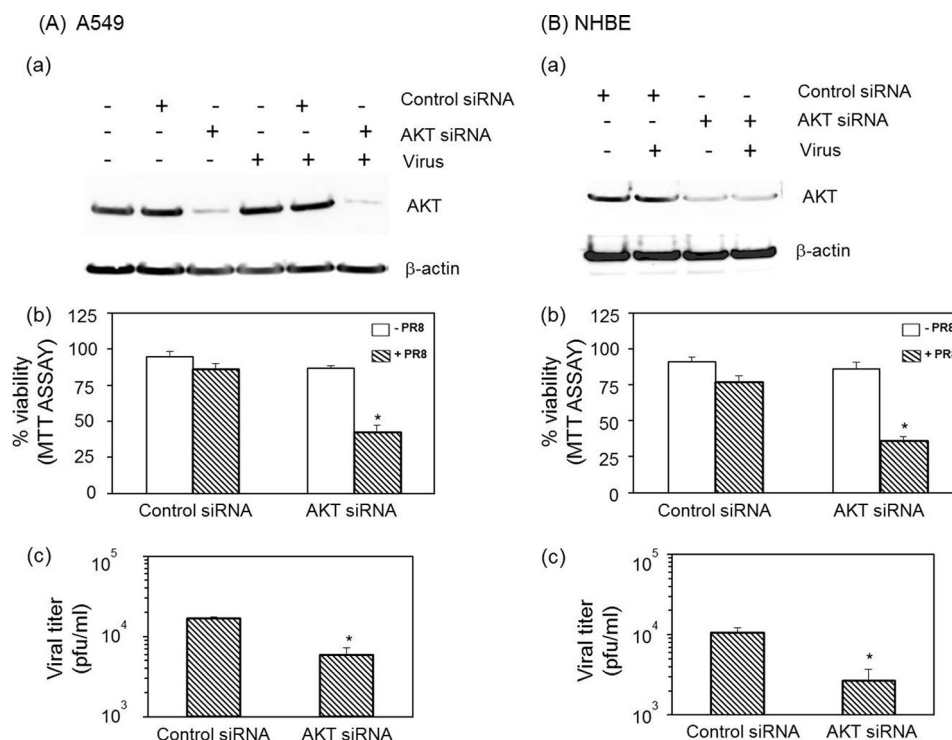 (A) A549
(a)
- + - - + - Control siRNA
- - + - - + AKT siRNA
- - - + + + Virus
AKT
β-actin
(b)
% viability
(MTT ASSAY)
125
100
75
50
25
0
- PR8
+ PR8
*
Control siRNA AKT siRNA
(c)
Viral titer
(pfu/ml)
10⁵
10⁴
10³
*
Control siRNA AKT siRNA
(B) NHBE
(a)
+ + - - Control siRNA
- - + + AKT siRNA
- + - + Virus
AKT
β-actin
(b)
% viability
(MTT ASSAY)
125
100
75
50
25
0
- PR8
+ PR8
*
Control siRNA AKT siRNA
(c)
Viral titer
(pfu/ml)
10⁵
10⁴
10³
*
Control siRNA AKT siRNA